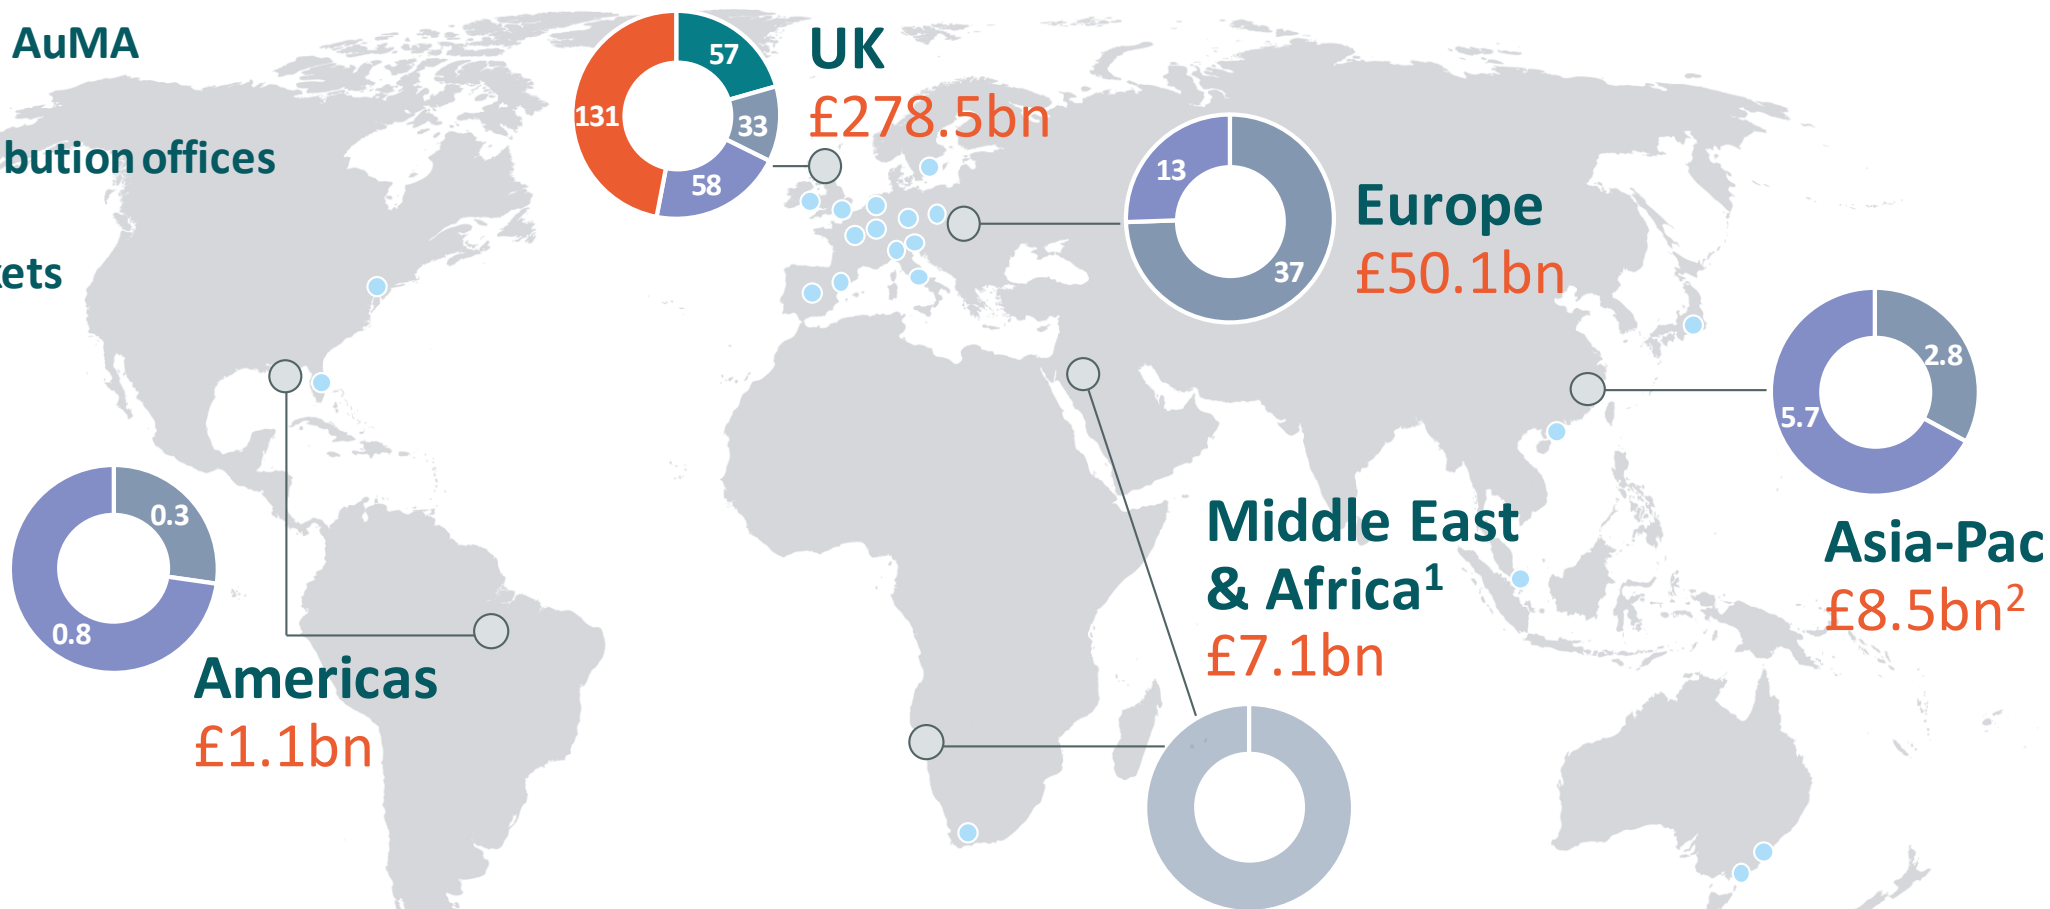 AuMA
bution offices
ets
57
33
58
131
UK
£278.5bn
13
37
Europe
£50.1bn
2.8
5.7
Asia-Pac
£8.5bn²
Middle East
& Africa¹
£7.1bn
0.3
0.8
Americas
£1.1bn